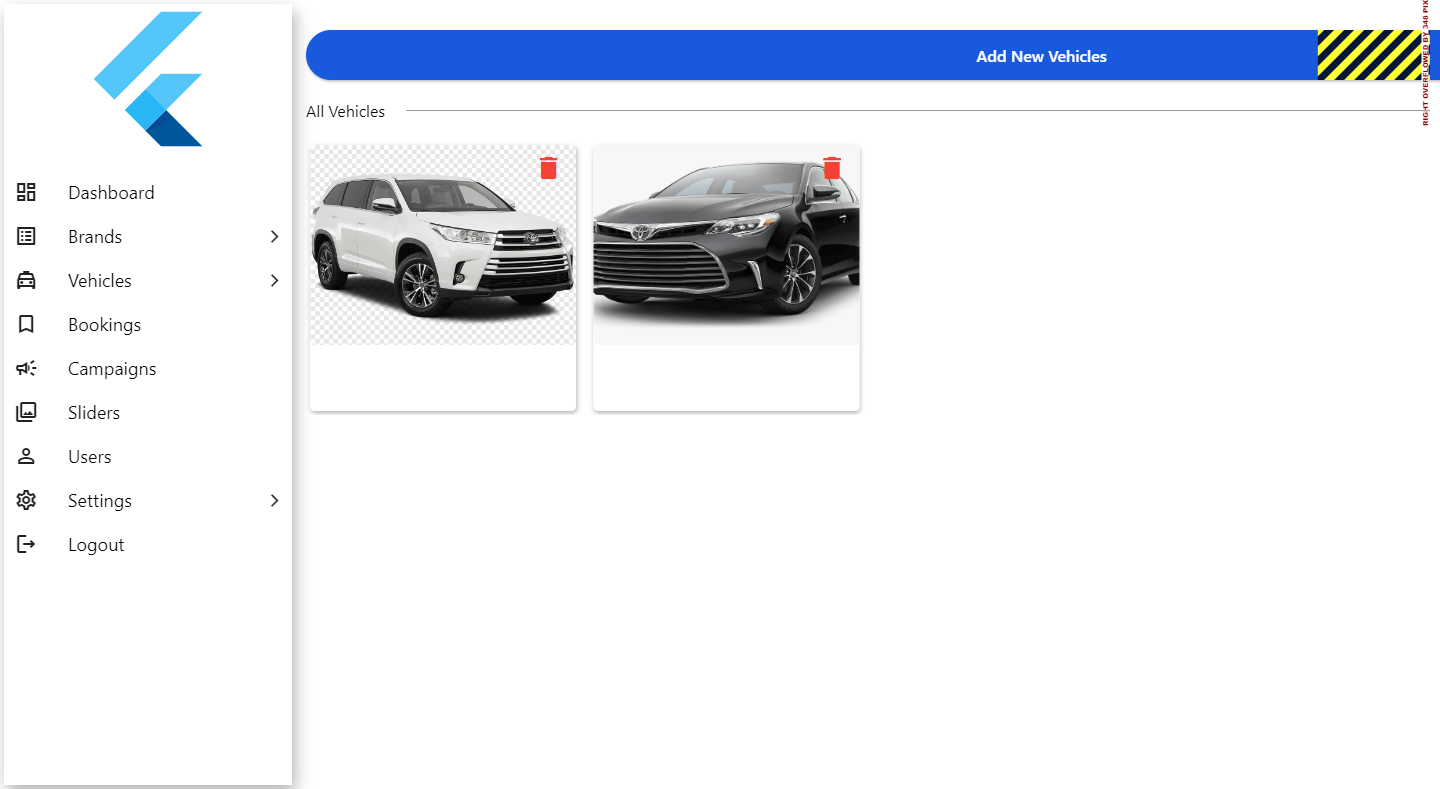 Add New Vehicles
RIGHT OVERFLOWED BY 348 PIX
All Vehicles
Dashboard
Brands
Vehicles
Bookings
Campaigns
Sliders
Users
Settings
Logout